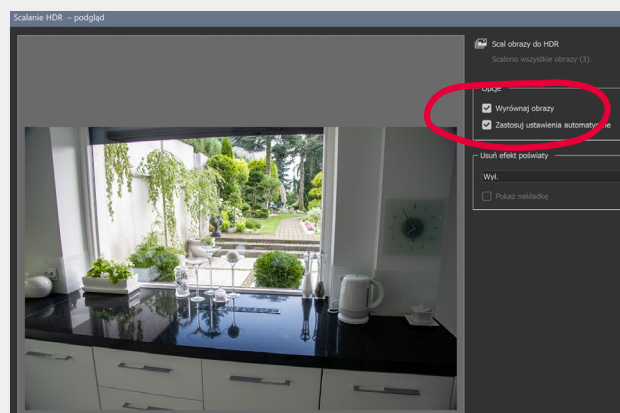 Scalanie HDR – podgląd
Scal obrazy do HDR
Scalono wszystkie obrazy (3).
Opcje
Wyrównaj obrazy
Zastosuj ustawienia automatyczne
Usuń efekt poświaty
Wył.
Pokaż nakładkę